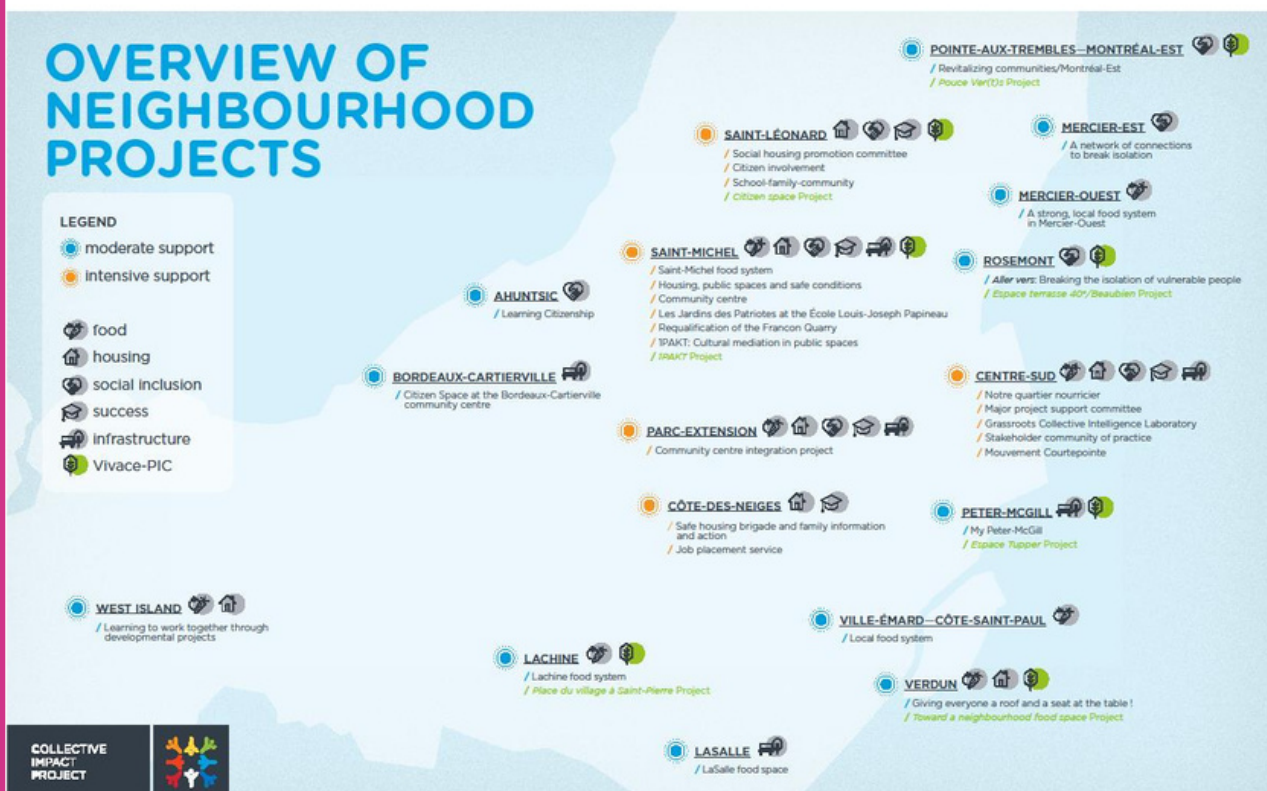 OVERVIEW OF
NEIGHBOURHOOD
PROJECTS
LEGEND
moderate support
intensive support
food
housing
social inclusion
success
infrastructure
Vivace-PIC
POINTE-AUX-TREMBLES—MONTRÉAL-EST
/ Revitalizing communities/Montréal-Est
/ Pouce Ver(t)s Project
SAINT-LÉONARD
/ Social housing promotion committee
/ Citizen involvement
/ School-family-community
/ Citizen space Project
MERCIER-EST
/ A network of connections
to break isolation
MERCIER-OUEST
/ A strong, local food system
in Mercier-Ouest
SAINT-MICHEL
/ Saint-Michel food system
/ Housing, public spaces and safe conditions
/ Community centre
/ Les Jardins des Patriotes at the École Louis-Joseph Papineau
/ Requalification of the Francon Quarry
/ 1PAKT: Cultural mediation in public spaces
/ 1PAKT Project
ROSEMONT
/ Aller vers: Breaking the isolation of vulnerable people
/ Espace terrasse 40e/Beaubien Project
AHUNTSIC
/ Learning Citizenship
BORDEAUX-CARTIERVILLE
/ Citizen Space at the Bordeaux-Cartierville
community centre
CENTRE-SUD
/ Notre quartier nourricier
/ Major project support committee
/ Grassroots Collective Intelligence Laboratory
/ Stakeholder community of practice
/ Mouvement Courtepointe
PARC-EXTENSION
/ Community centre integration project
CÔTE-DES-NEIGES
/ Safe housing brigade and family information
and action
/ Job placement service
PETER-MCGILL
/ My Peter-McGill
/ Espace Tupper Project
WEST ISLAND
/ Learning to work together through
developmental projects
VILLE-ÉMARD—CÔTE-SAINT-PAUL
/ Local food system
LACHINE
/ Lachine food system
/ Place du village à Saint-Pierre Project
VERDUN
/ Giving everyone a roof and a seat at the table !
/ Toward a neighbourhood food space Project
LASALLE
/ LaSalle food space
COLLECTIVE
IMPACT
PROJECT